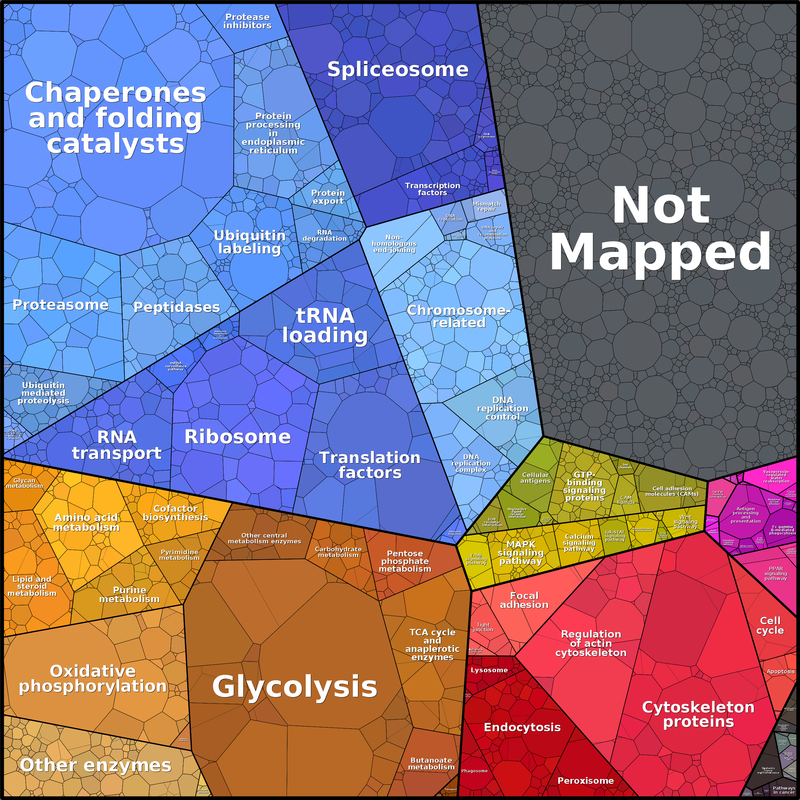 Protease
inhibitors
Chaperones
and folding
catalysts
Protein
processing
in
endoplasmic
reticulum
Spliceosome
Not
Mapped
Transcription
factors
Protein
export
Mismatch
repair
Ubiquitin
labeling
RNA
degradation
Non-
homologous
end-joining
Proteasome
Peptidases
tRNA
loading
Chromosome-
related
Ubiquitin
mediated
proteolysis
DNA
replication
control
RNA
transport
Ribosome
Translation
factors
DNA
replication
complex
Cellular
antigens
GTP-
binding
signaling
proteins
Cell adhesion
molecules (CAMs)
Glycan
metabolism
Amino acid
metabolism
Cofactor
biosynthesis
Antigen
processing
and
presentation
Other central
metabolism enzymes
Carbohydrate
metabolism
Pentose
phosphate
metabolism
MAPK
signaling
pathway
Calcium
signaling
pathway
Pyrimidine
metabolism
Purine
metabolism
Lipid and
steroid
metabolism
PPAR
signaling
pathway
Focal
adhesion
Tight
junction
Regulation
of actin
cytoskeleton
Cell
cycle
TCA cycle
and
anaplerotic
enzymes
Oxidative
phosphorylation
Glycolysis
Lysosome
Apoptosis
Cytoskeleton
proteins
Endocytosis
Other enzymes
Butanoate
metabolism
Phagosome
Peroxisome
Pathways
in cancer